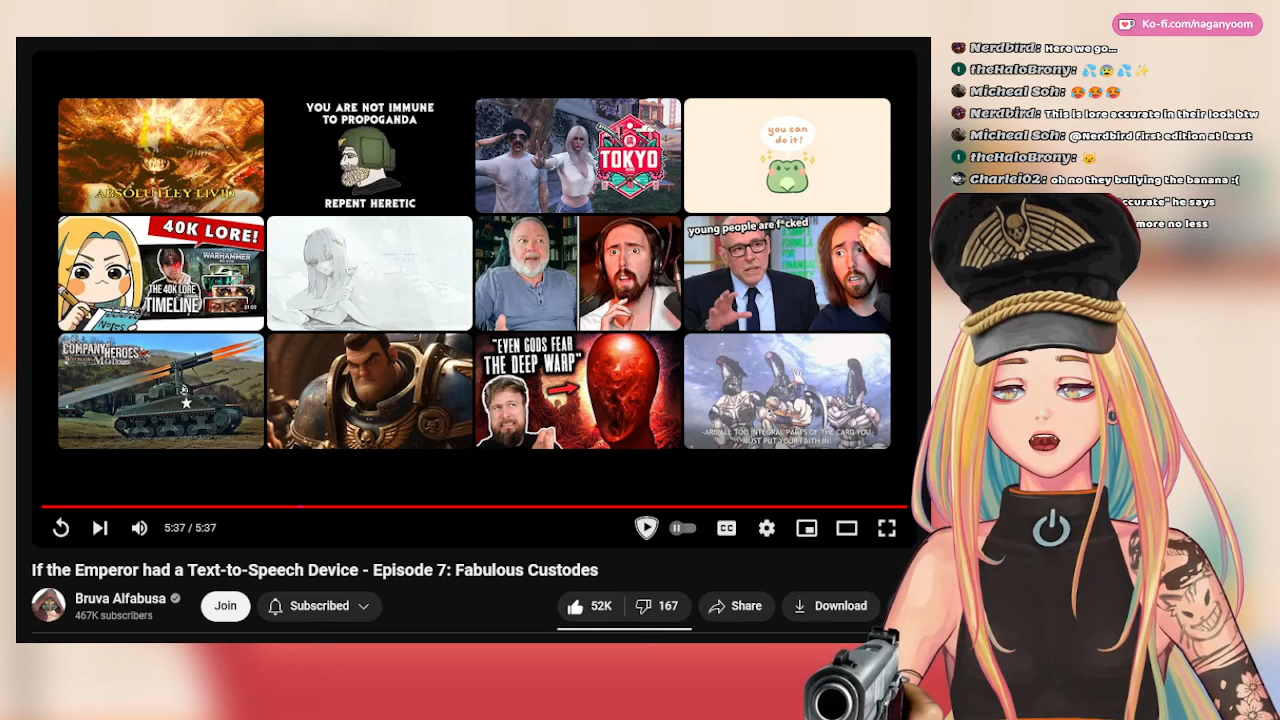 Ko-fi.com/naganyoom
Nerdbird: Here we go...
theHaloBrony: 💦😰💦✨
Micheal Soh: 🥵🥵🥵
Nerdbird: This is lore accurate in their look btw
Micheal Soh: @Nerdbird first edition at least
theHaloBrony: 😼
Charlei02: oh no they bullying the banana :(
ccurate" he says
more no less
ABSOLUTLEY LIVID
YOU ARE NOT IMMUNE
TO PROPOGANDA
REPENT HERETIC
TOKYO
you can
do it!
40K LORE!
WARHAMMER
THE 40K LORE
TIMELINE
Notes
young people are f*cked
COMPANY HEROES
"EVEN GODS FEAR
THE DEEP WARP"
-ARE ALL TOO INTEGRAL PARTS OF THE CARD YOU
MUST PUT YOUR FAITH IN!
5:37 / 5:37
CC
If the Emperor had a Text-to-Speech Device - Episode 7: Fabulous Custodes
Bruva Alfabusa
467K subscribers
Join
Subscribed
52K
167
Share
Download